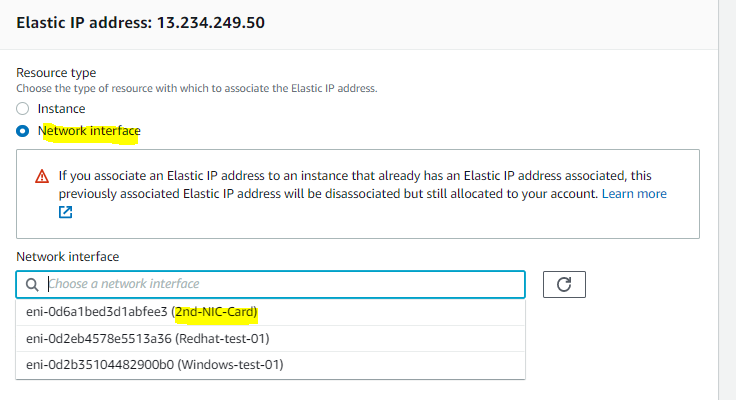 Elastic IP address: 13.234.249.50
Resource type
Choose the type of resource with which to associate the Elastic IP address.
Instance
Network interface
If you associate an Elastic IP address to an instance that already has an Elastic IP address associated, this
previously associated Elastic IP address will be disassociated but still allocated to your account. Learn more
Network interface
Choose a network interface
eni-0d6a1bed3d1abfee3 (2nd-NIC-Card)
eni-0d2eb4578e5513a36 (Redhat-test-01)
eni-0d2b35104482900b0 (Windows-test-01)